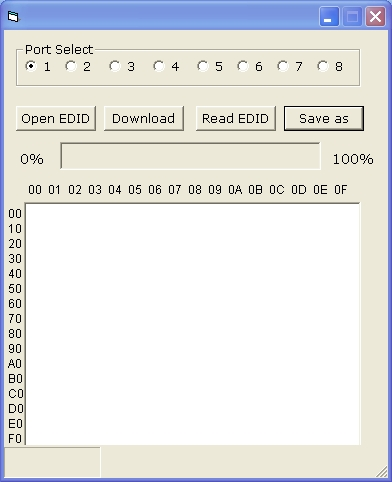 Port Select
1 2 3 4 5 6 7 8
Open EDID Download Read EDID Save as
0% 100%
00 01 02 03 04 05 06 07 08 09 0A 0B 0C 0D 0E 0F
00
10
20
30
40
50
60
70
80
90
A0
B0
C0
D0
E0
F0